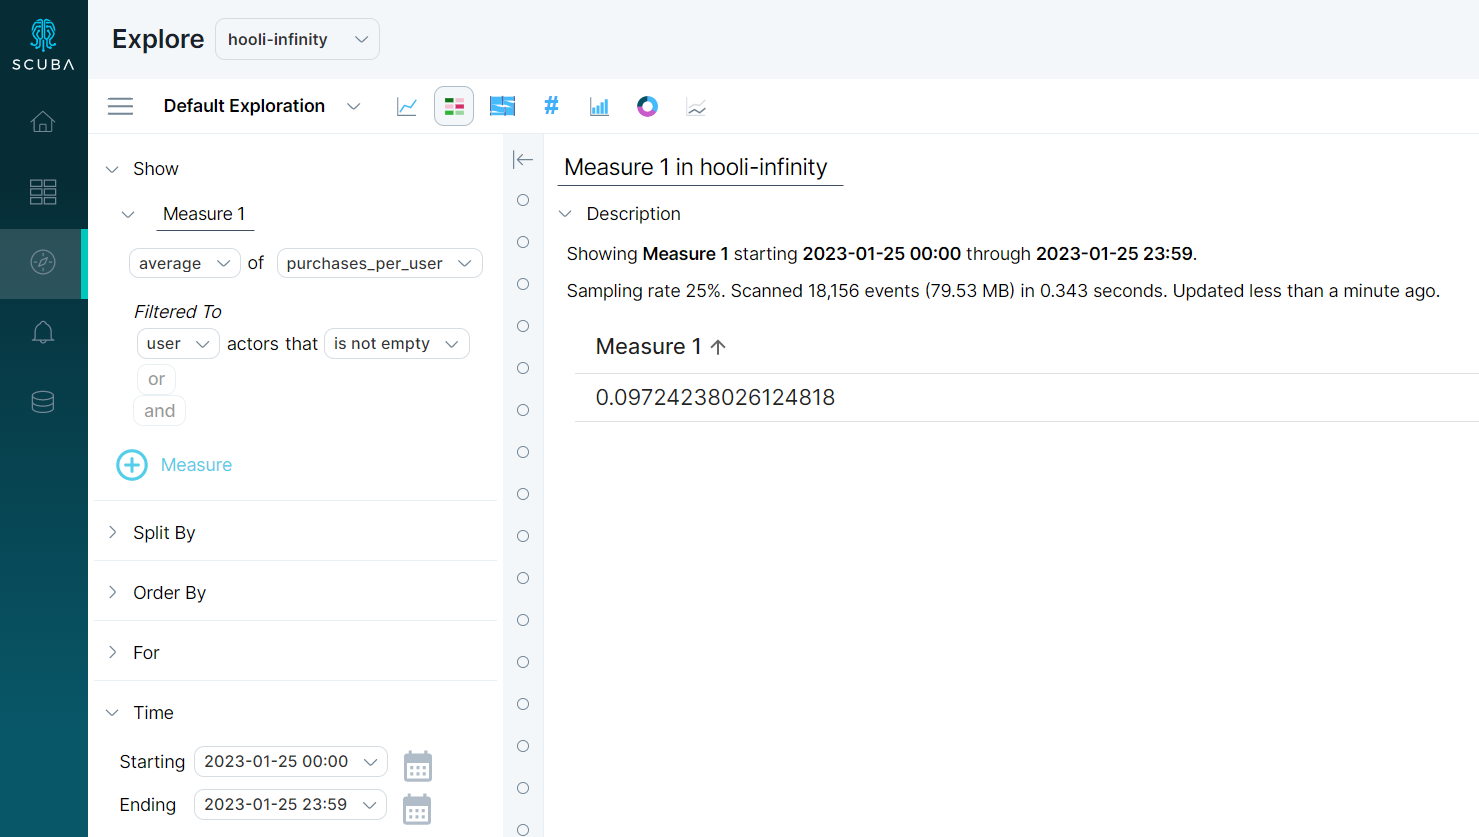 SCUBA
Explore
hooli-infinity
Default Exploration
#
Show
Measure 1
average of purchases_per_user
Filtered To
user actors that is not empty
or
and
Measure
Split By
Order By
For
Time
Starting 2023-01-25 00:00
Ending 2023-01-25 23:59
Measure 1 in hooli-infinity
Description
Showing Measure 1 starting 2023-01-25 00:00 through 2023-01-25 23:59.
Sampling rate 25%. Scanned 18,156 events (79.53 MB) in 0.343 seconds. Updated less than a minute ago.
Measure 1 ↑
0.09724238026124818